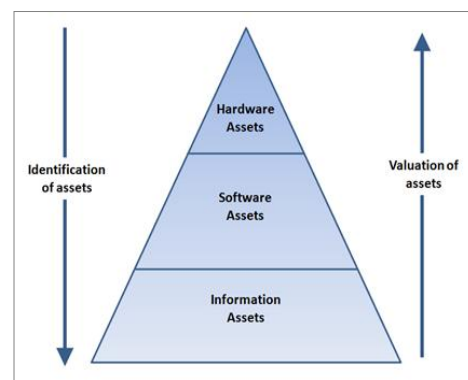 Hardware
Assets
Identification
of assets
Valuation of
assets
Software
Assets
Information
Assets